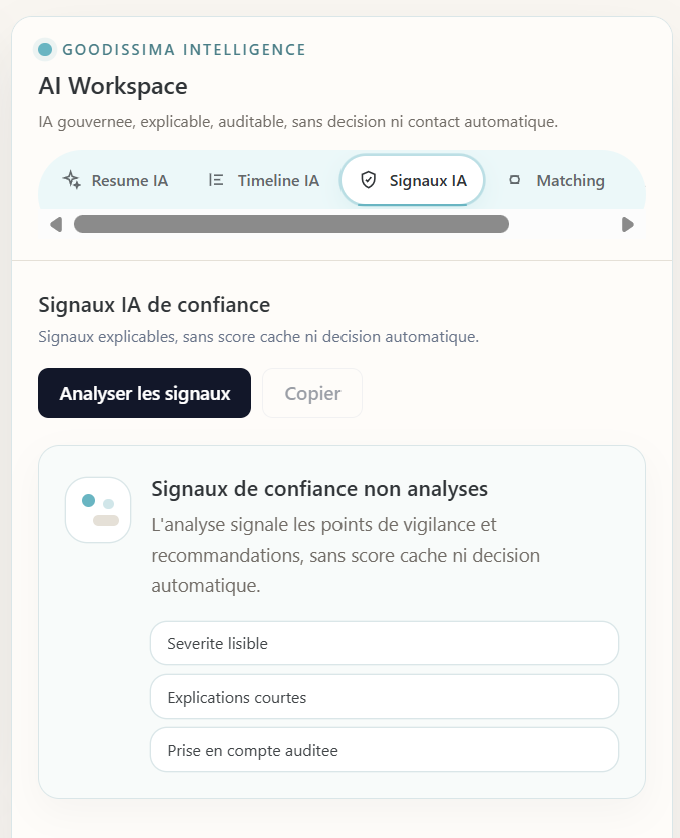 GOODISSIMA INTELLIGENCE
AI Workspace
IA gouvernee, explicable, auditable, sans decision ni contact automatique.
Resume IA
Timeline IA
Signaux IA
Matching
Signaux IA de confiance
Signaux explicables, sans score cache ni decision automatique.
Analyser les signaux
Copier
Signaux de confiance non analyses
L'analyse signale les points de vigilance et
recommandations, sans score cache ni decision
automatique.
Severite lisible
Explications courtes
Prise en compte auditee